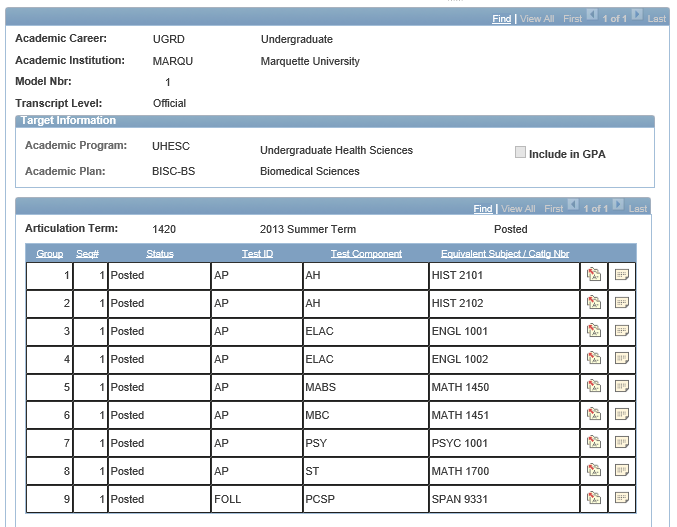 Find | View All First 1 of 1 Last
Academic Career: UGRD Undergraduate
Academic Institution: MARQU Marquette University
Model Nbr: 1
Transcript Level: Official
Target Information
Academic Program: UHESC Undergraduate Health Sciences Include in GPA
Academic Plan: BISC-BS Biomedical Sciences
Find | View All First 1 of 1 Last
Articulation Term: 1420 2013 Summer Term Posted
Group Seq# Status Test ID Test Component Equivalent Subject / Catlg Nbr
1 1 Posted AP AH HIST 2101
2 1 Posted AP AH HIST 2102
3 1 Posted AP ELAC ENGL 1001
4 1 Posted AP ELAC ENGL 1002
5 1 Posted AP MABS MATH 1450
6 1 Posted AP MBC MATH 1451
7 1 Posted AP PSY PSYC 1001
8 1 Posted AP ST MATH 1700
9 1 Posted FOLL PCSP SPAN 9331